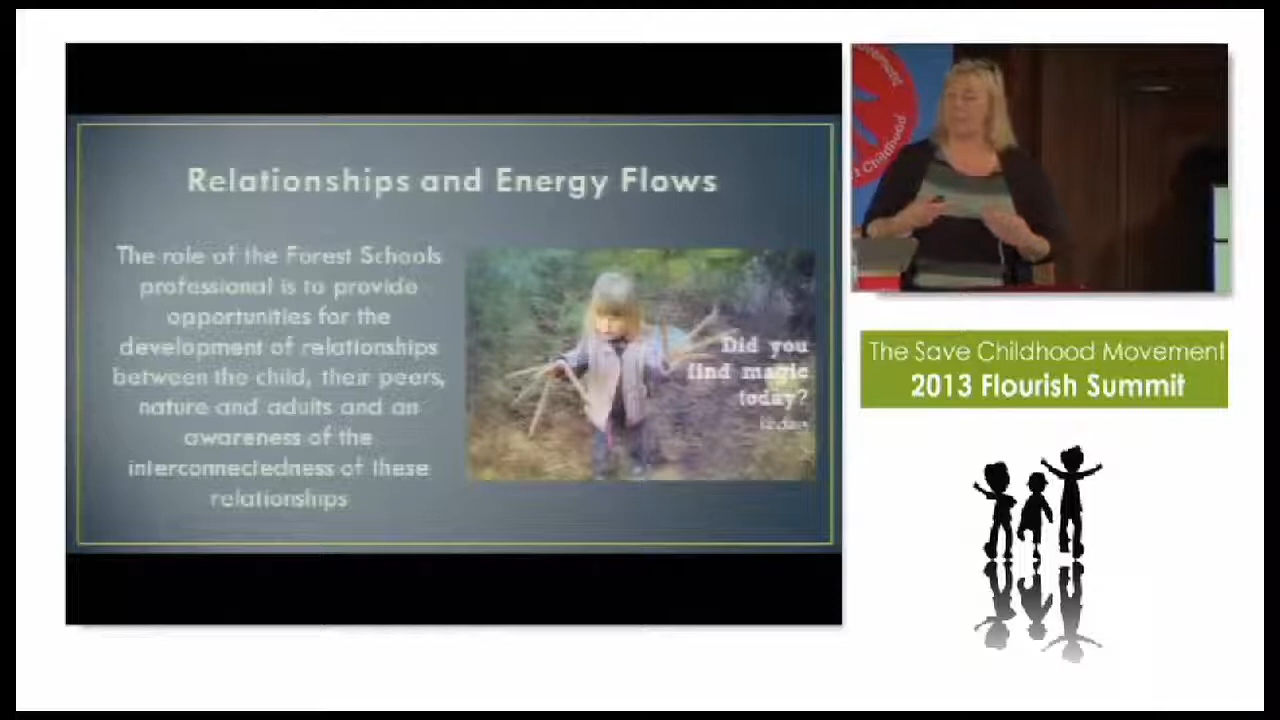 Relationships and Energy Flows
The role of the Forest Schools
professional is to provide
opportunities for the
development of relationships
between the child, their peers,
nature and adults and an
awareness of the
interconnectedness of these
relationships
Did you
find magic
today?
Childhood
The Save Childhood Movement
2013 Flourish Summit